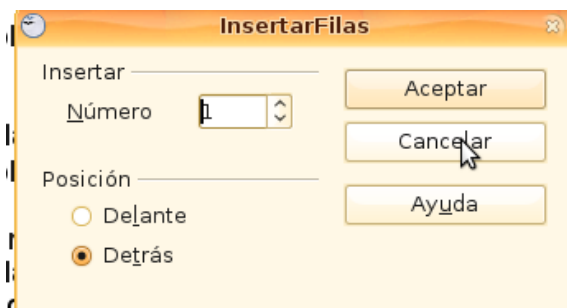 InsertarFilas
Insertar
Número 1
Posición
Delante
Detrás
Aceptar
Cancelar
Ayuda